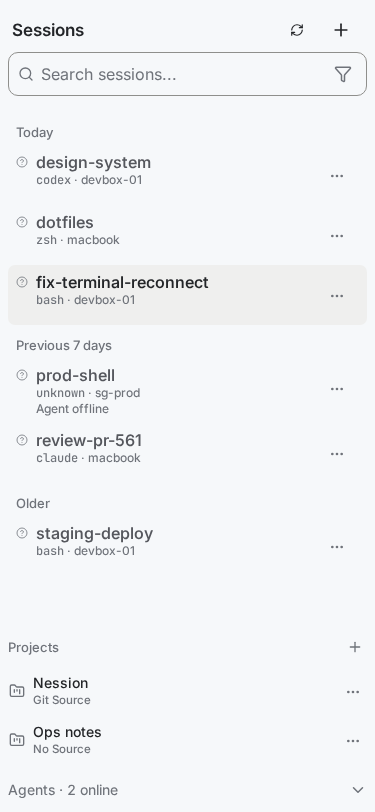 Sessions
Search sessions...
Today
design-system
codex · devbox-01
dotfiles
zsh · macbook
fix-terminal-reconnect
bash · devbox-01
Previous 7 days
prod-shell
unknown · sg-prod
Agent offline
review-pr-561
claude · macbook
Older
staging-deploy
bash · devbox-01
Projects
Nession
Git Source
Ops notes
No Source
Agents · 2 online